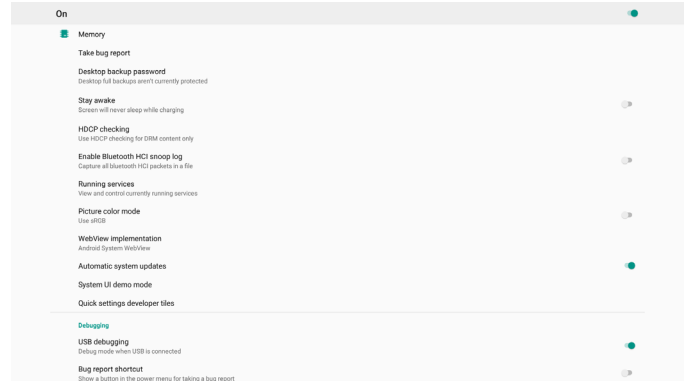 On
Memory
Take bug report
Desktop backup password
Desktop full backups aren't currently protected
Stay awake
Screen will never sleep while charging
HDCP checking
Use HDCP checking for DRM content only
Enable Bluetooth HCI snoop log
Capture all bluetooth HCI packets in a file
Running services
View and control currently running services
Picture color mode
Use sRGB
WebView implementation
Android System WebView
Automatic system updates
System UI demo mode
Quick settings developer tiles
Debugging
USB debugging
Debug mode when USB is connected
Bug report shortcut
Show a button in the power menu for taking a bug report